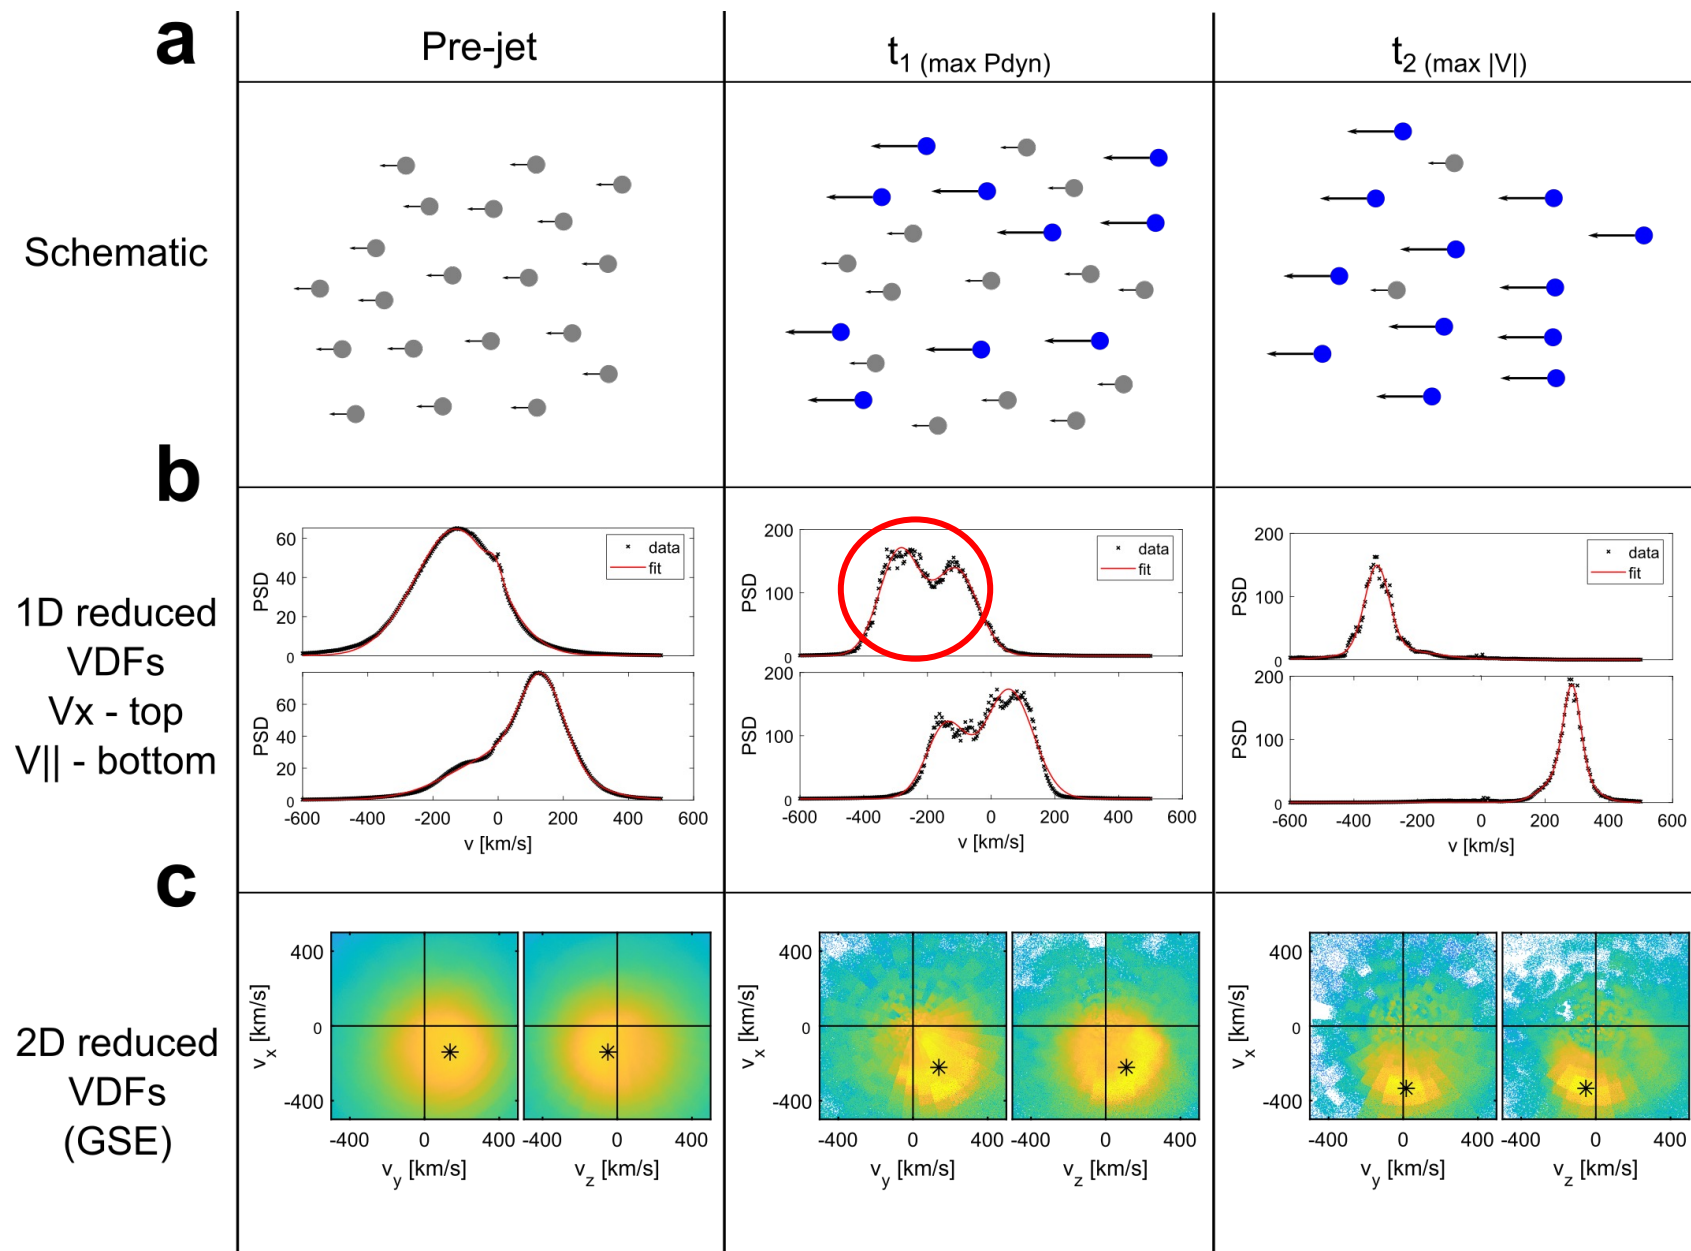 a
Pre-jet
t1 (max Pdyn)
t2 (max |V|)
Schematic
b
1D reduced
VDFs
Vx - top
V|| - bottom
PSD
60
40
20
0
data
fit
PSD
60
40
20
0
-600 -400 -200 0 200 400 600
v [km/s]
PSD
200
100
0
data
fit
PSD
200
100
0
-600 -400 -200 0 200 400 600
v [km/s]
PSD
200
100
0
data
fit
PSD
200
100
0
-600 -400 -200 0 200 400 600
v [km/s]
c
2D reduced
VDFs
(GSE)
vx [km/s]
400
0
-400
-400 0 400
vy [km/s]
-400 0 400
vz [km/s]
vx [km/s]
400
0
-400
-400 0 400
vy [km/s]
-400 0 400
vz [km/s]
vx [km/s]
400
0
-400
-400 0 400
vy [km/s]
-400 0 400
vz [km/s]